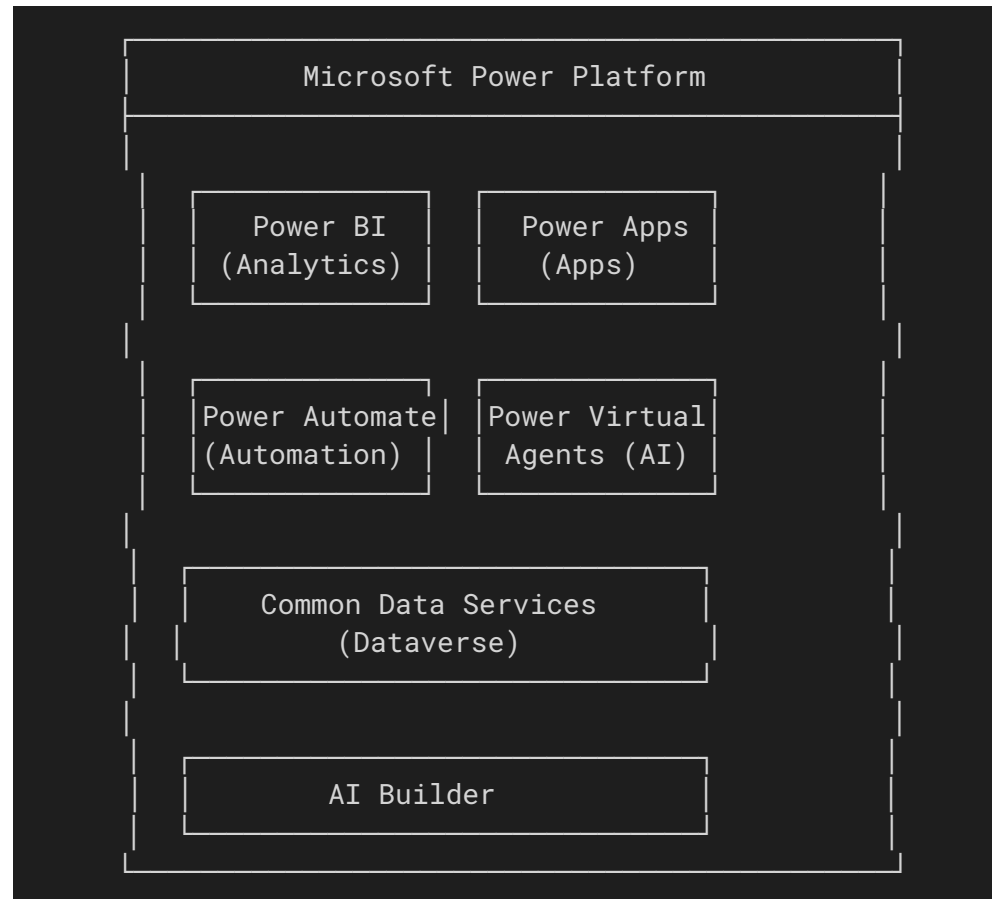 Microsoft Power Platform
Power BI
(Analytics)
Power Apps
(Apps)
Power Automate
(Automation)
Power Virtual
Agents (AI)
Common Data Services
(Dataverse)
AI Builder